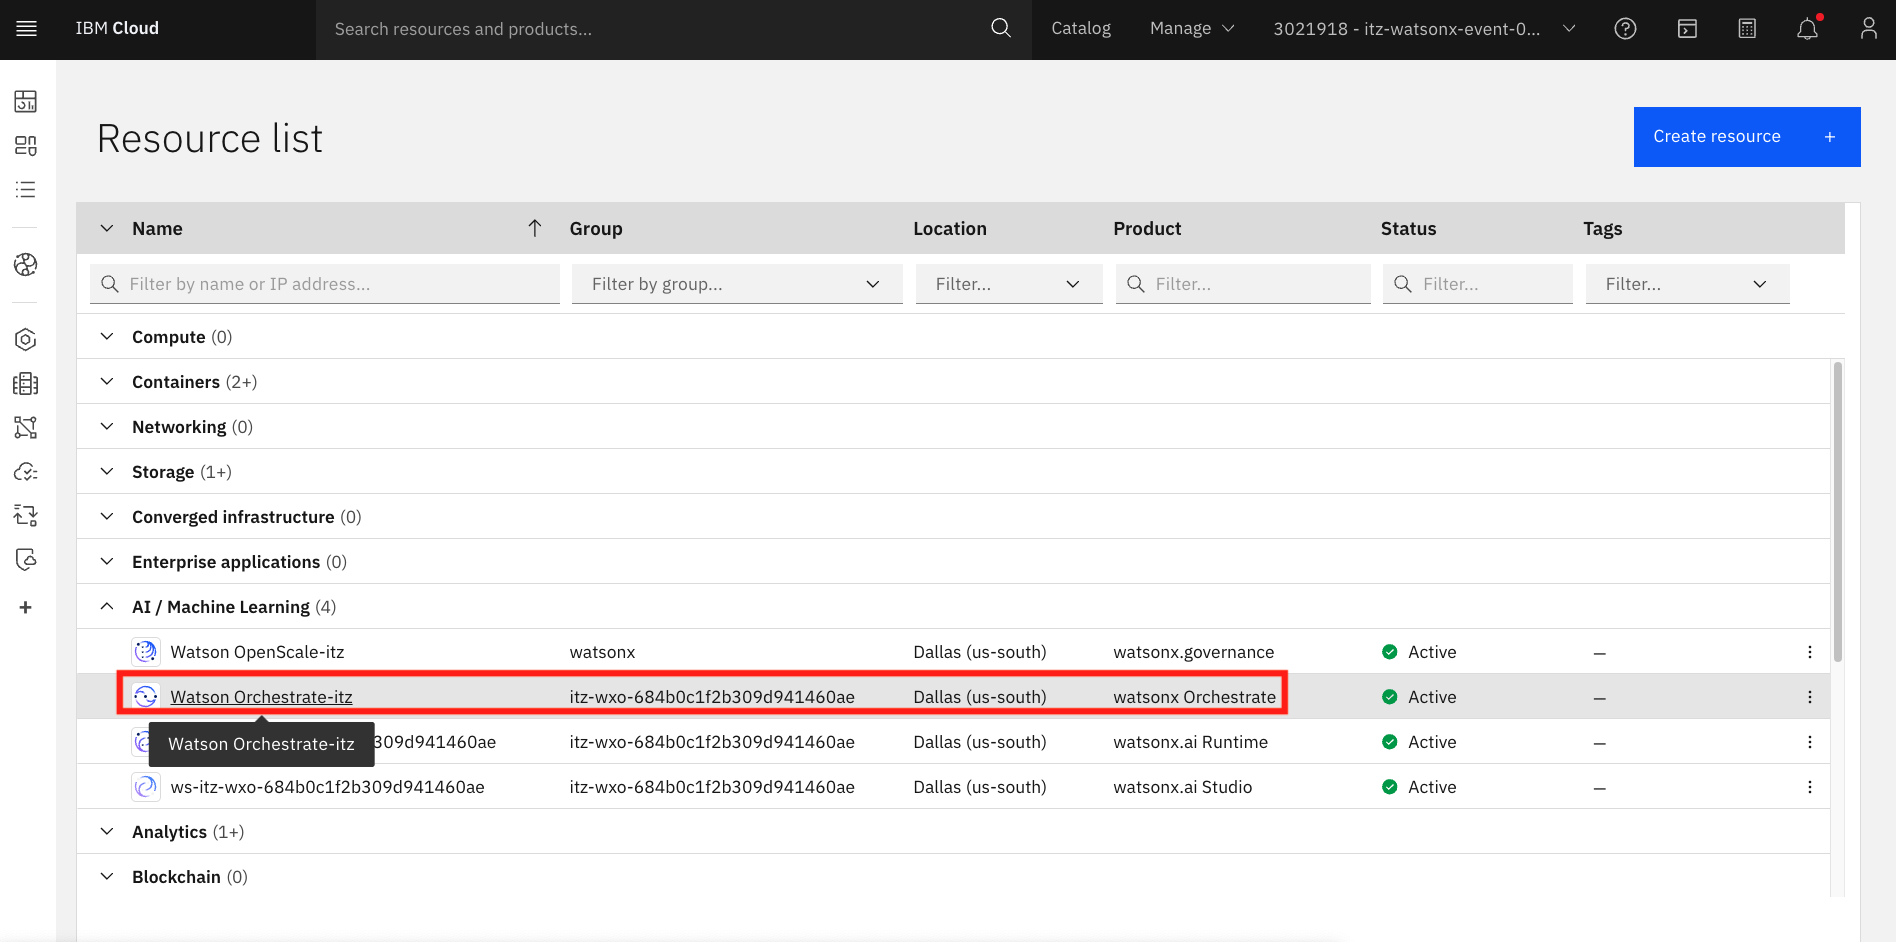 IBM Cloud
Search resources and products...
Catalog
Manage
3021918 - itz-watsonx-event-0...
Resource list
Create resource +
Name Group Location Product Status Tags
Filter by name or IP address... Filter by group... Filter... Filter... Filter... Filter...
Compute (0)
Containers (2+)
Networking (0)
Storage (1+)
Converged infrastructure (0)
Enterprise applications (0)
AI / Machine Learning (4)
Watson OpenScale-itz watsonx Dallas (us-south) watsonx.governance Active –
Watson Orchestrate-itz itz-wxo-684b0c1f2b309d941460ae Dallas (us-south) watsonx Orchestrate Active –
Watson Orchestrate-itz
309d941460ae itz-wxo-684b0c1f2b309d941460ae Dallas (us-south) watsonx.ai Runtime Active –
ws-itz-wxo-684b0c1f2b309d941460ae itz-wxo-684b0c1f2b309d941460ae Dallas (us-south) watsonx.ai Studio Active –
Analytics (1+)
Blockchain (0)